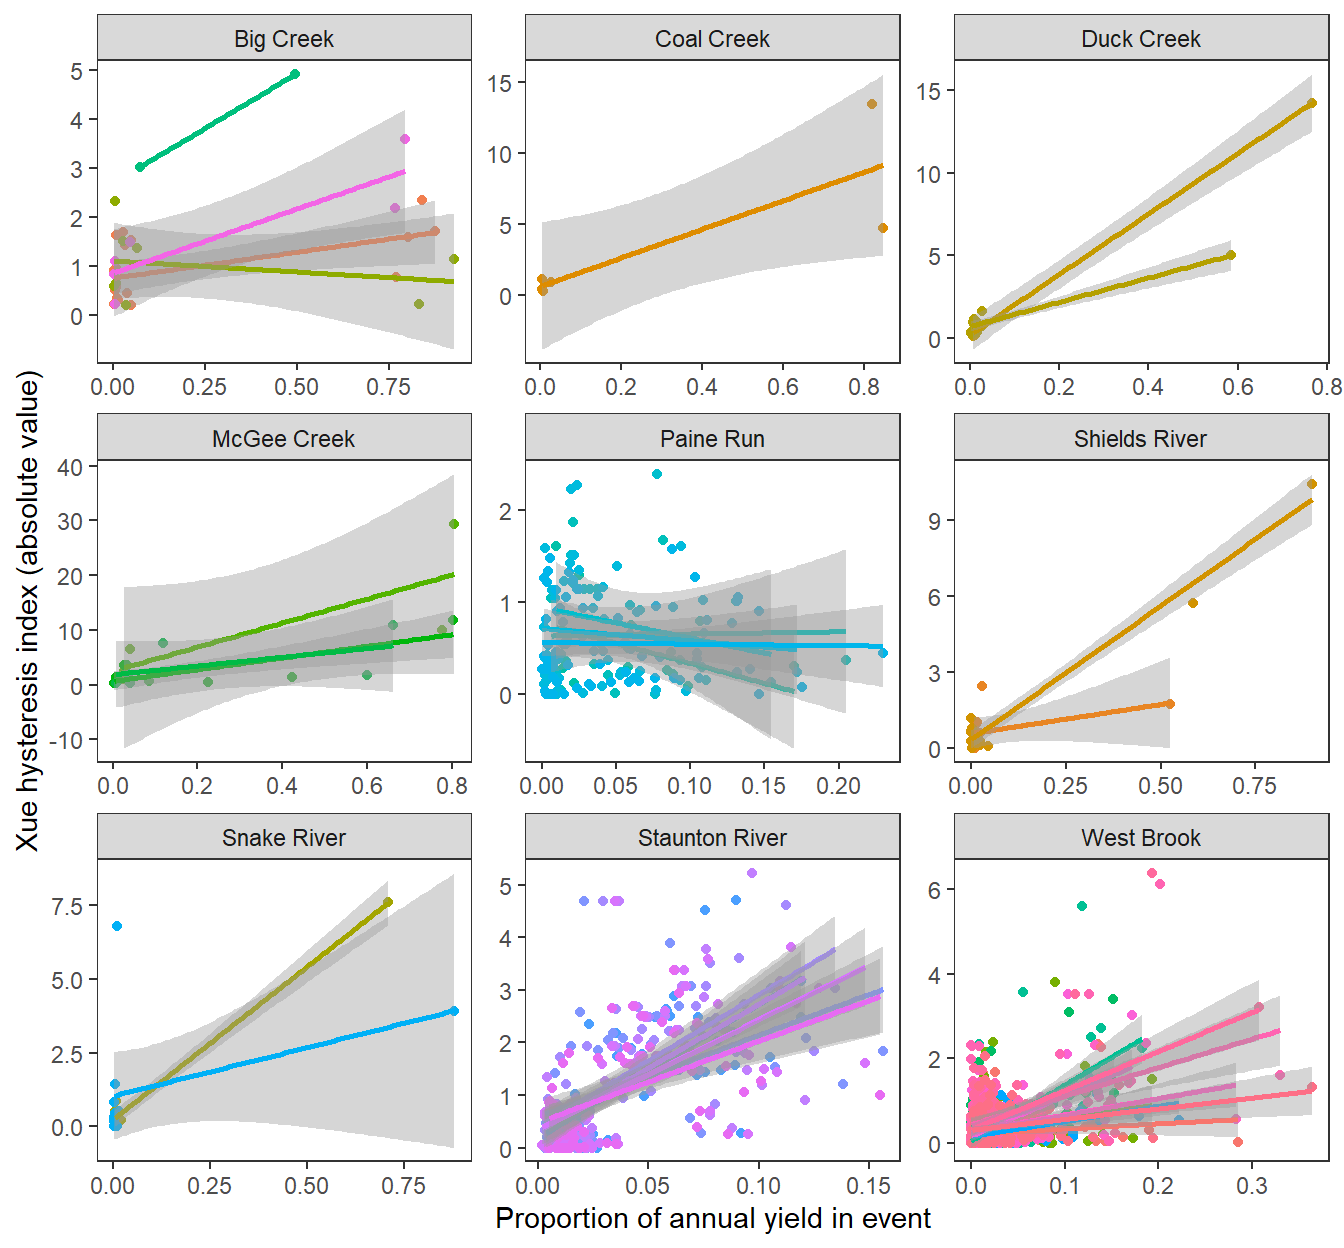 Big Creek
Coal Creek
Duck Creek
5
4
3
2
1
0
15
10
5
0
15
10
5
0
0.00 0.25 0.50 0.75
0.0 0.2 0.4 0.6 0.8
0.0 0.2 0.4 0.6 0.8
McGee Creek
Paine Run
Shields River
40
30
20
10
0
-10
2
1
0
9
6
3
0
0.0 0.2 0.4 0.6 0.8
0.00 0.05 0.10 0.15 0.20
0.00 0.25 0.50 0.75
Snake River
Staunton River
West Brook
7.5
5.0
2.5
0.0
5
4
3
2
1
0
6
4
2
0
0.00 0.25 0.50 0.75
0.00 0.05 0.10 0.15
0.0 0.1 0.2 0.3
Xue hysteresis index (absolute value)
Proportion of annual yield in event